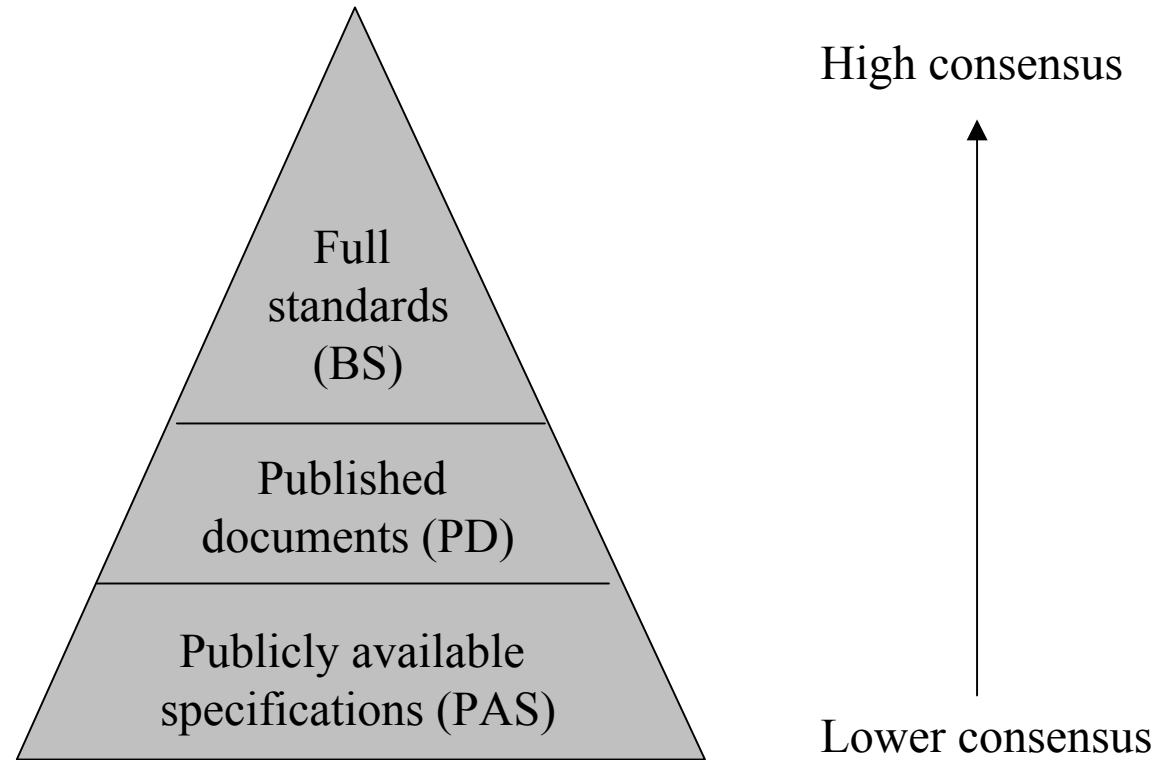 High consensus
Full
standards
(BS)
Published
documents (PD)
Publicly available
specifications (PAS)
Lower consensus